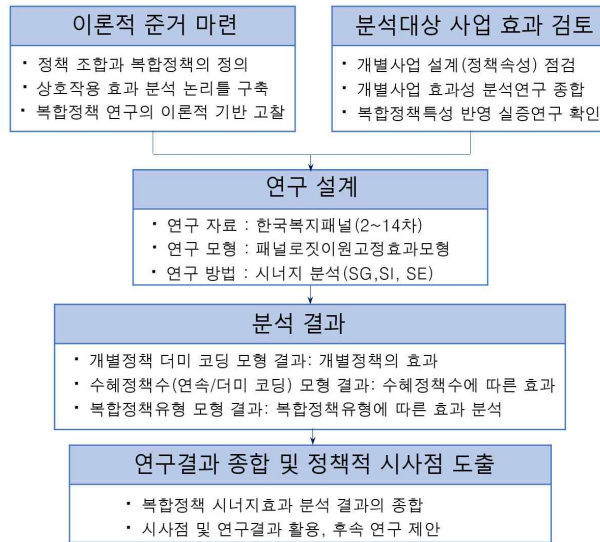 이론적 준거 마련
· 정책 조합과 복합정책의 정의
· 상호작용 효과 분석 논리틀 구축
· 복합정책 연구의 이론적 기반 고찰
분석대상 사업 효과 검토
· 개별사업 설계(정책속성) 점검
· 개별사업 효과성 분석연구 종합
· 복합정책특성 반영 실증연구 확인
연구 설계
· 연구 자료 : 한국복지패널(2~14차)
· 연구 모형 : 패널로짓이원고정효과모형
· 연구 방법 : 시너지 분석(SG,SI, SE)
분석 결과
· 개별정책 더미 코딩 모형 결과: 개별정책의 효과
· 수혜정책수(연속/더미 코딩) 모형 결과: 수혜정책수에 따른 효과
· 복합정책유형 모형 결과: 복합정책유형에 따른 효과 분석
연구결과 종합 및 정책적 시사점 도출
· 복합정책 시너지효과 분석 결과의 종합
· 시사점 및 연구결과 활용, 후속 연구 제안